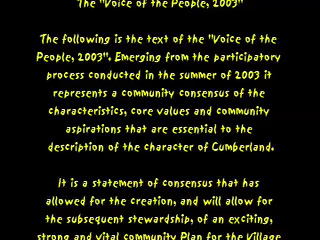 The "Voice of the People, 2003"
The following is the text of the "Voice of the
People, 2003". Emerging from the participatory
process conducted in the summer of 2003 it
represents a community consensus of the
characteristics, core values and community
aspirations that are essential to the
description of the character of Cumberland.
It is a statement of consensus that has
allowed for the creation, and will allow for
the subsequent stewardship, of an exciting,
strong and vital community Plan for the Village